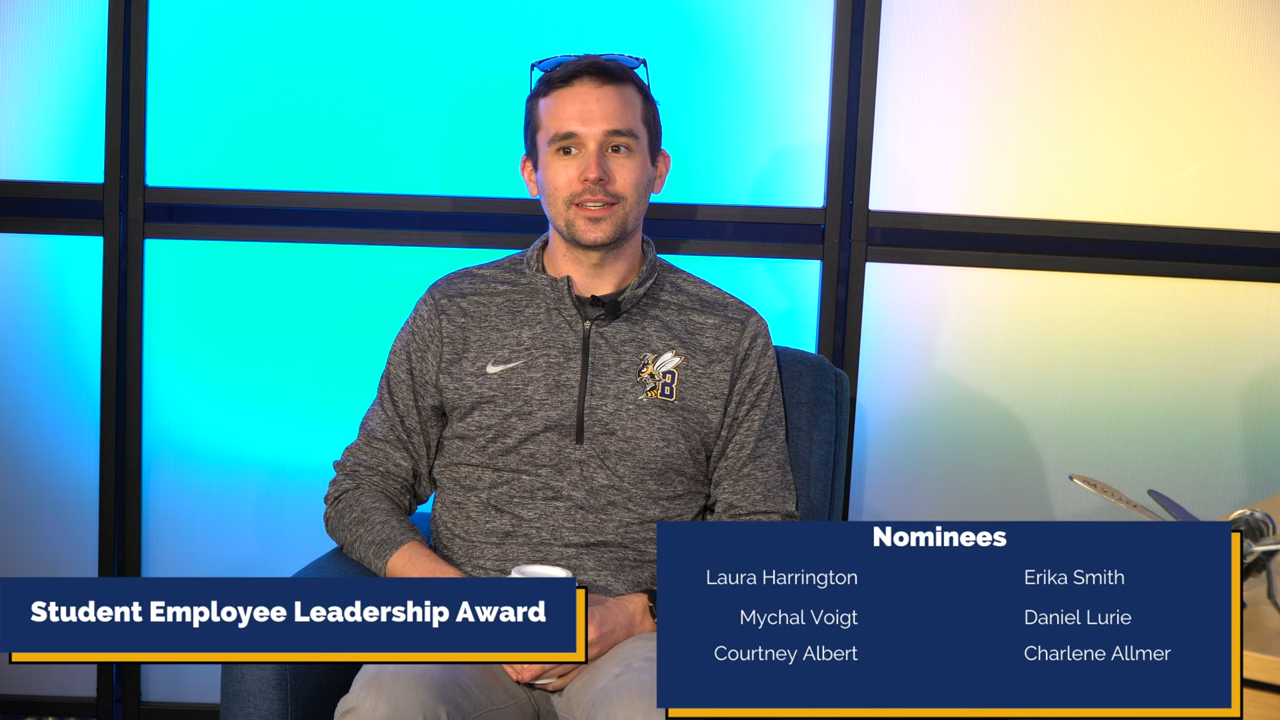 B
Student Employee Leadership Award
Nominees
Laura Harrington Erika Smith
Mychal Voigt Daniel Lurie
Courtney Albert Charlene Allmer